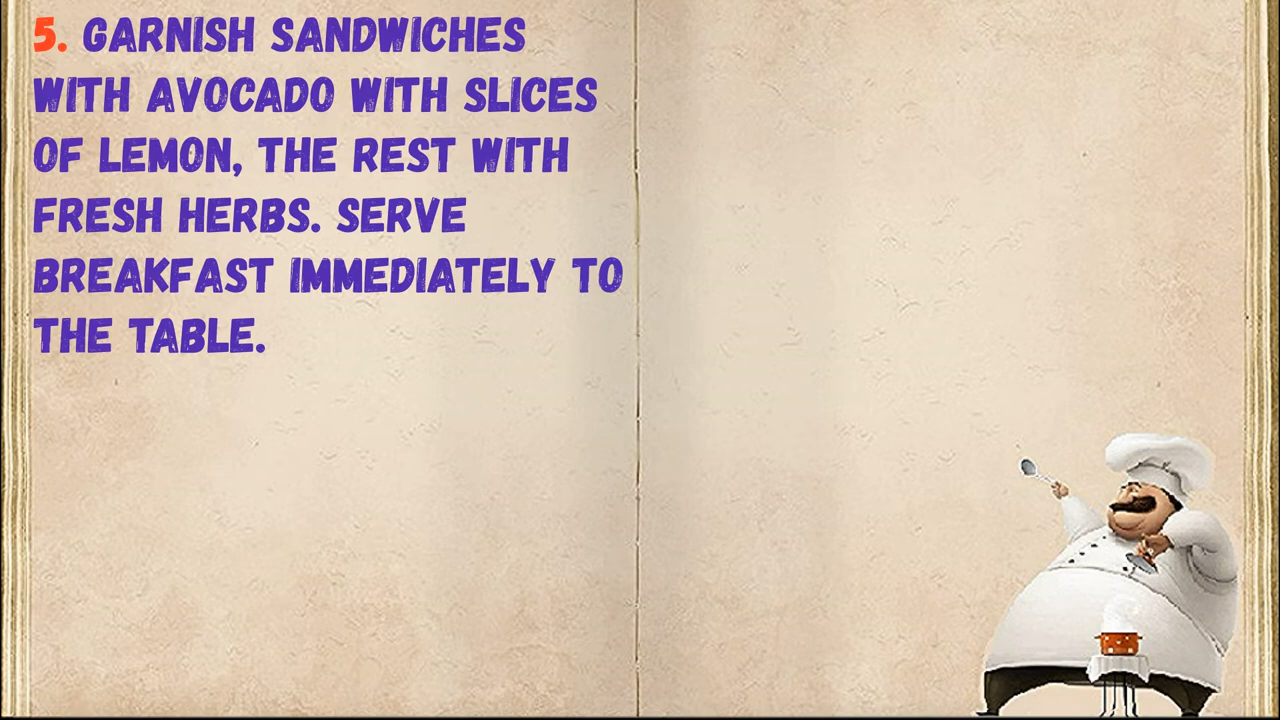 5. GARNISH SANDWICHES
WITH AVOCADO WITH SLICES
OF LEMON, THE REST WITH
FRESH HERBS. SERVE
BREAKFAST IMMEDIATELY TO
THE TABLE.